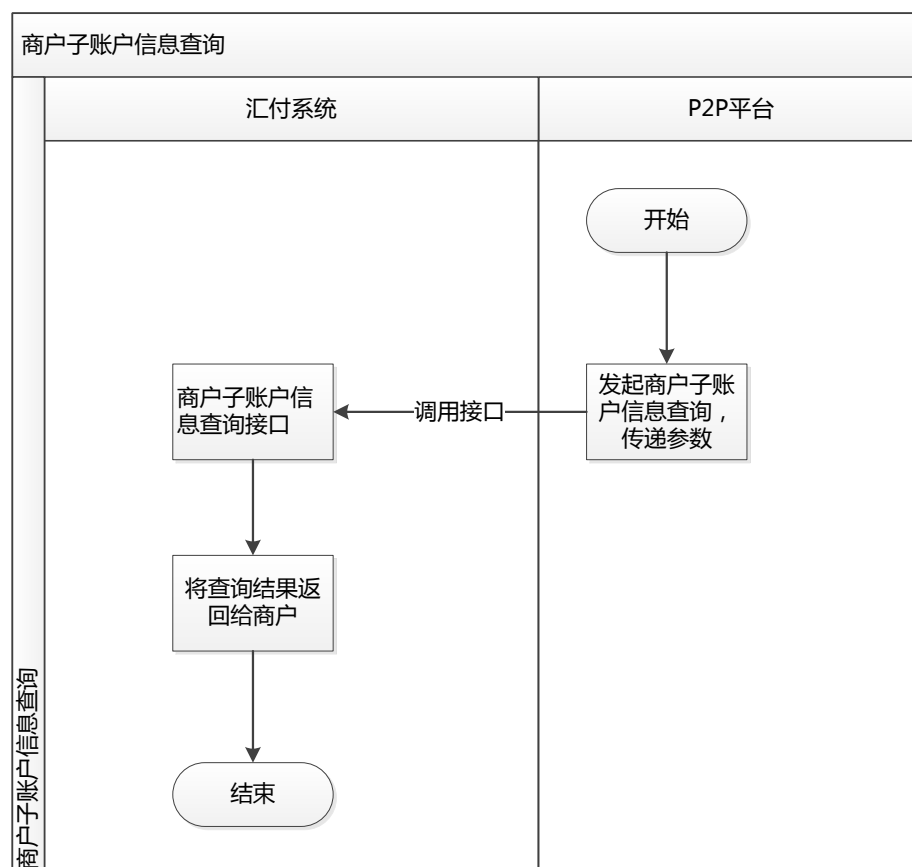 商户子账户信息查询
汇付系统
P2P平台
开始
发起商户子账
户信息查询，
传递参数
调用接口
商户子账户信
息查询接口
将查询结果返
回给商户
结束
商户子账户信息查询